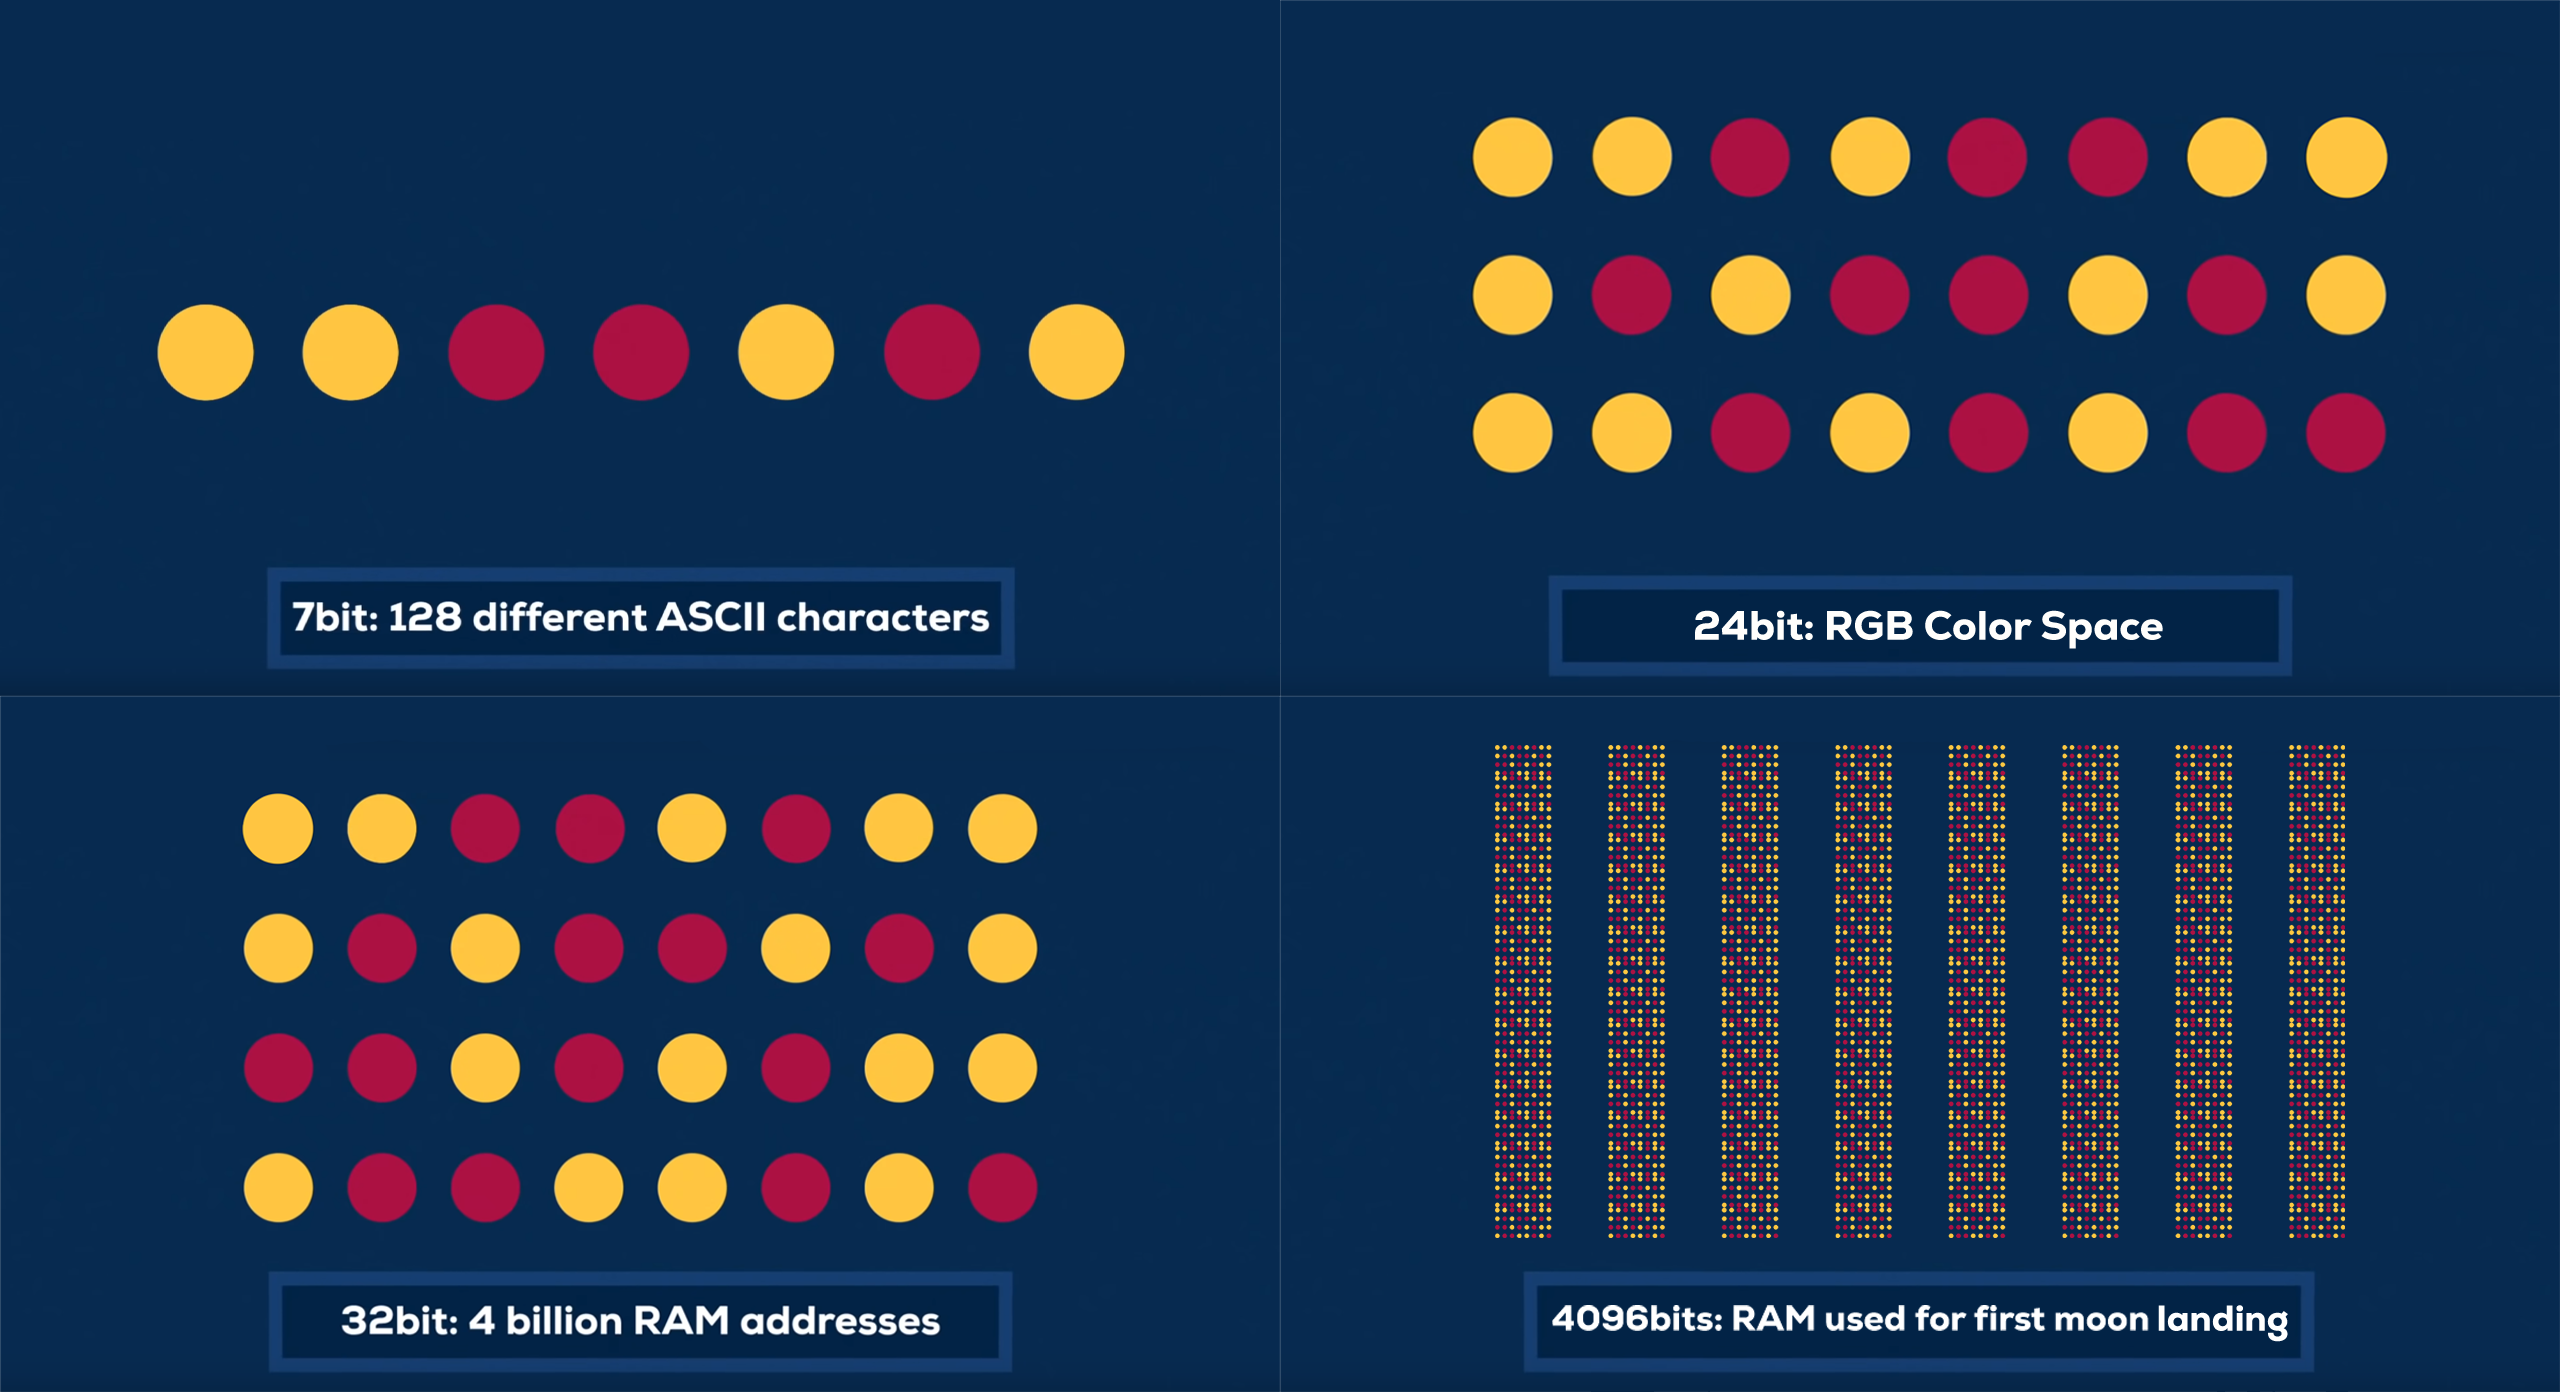 7bit: 128 different ASCII characters
24bit: RGB Color Space
32bit: 4 billion RAM addresses
4096bits: RAM used for first moon landing